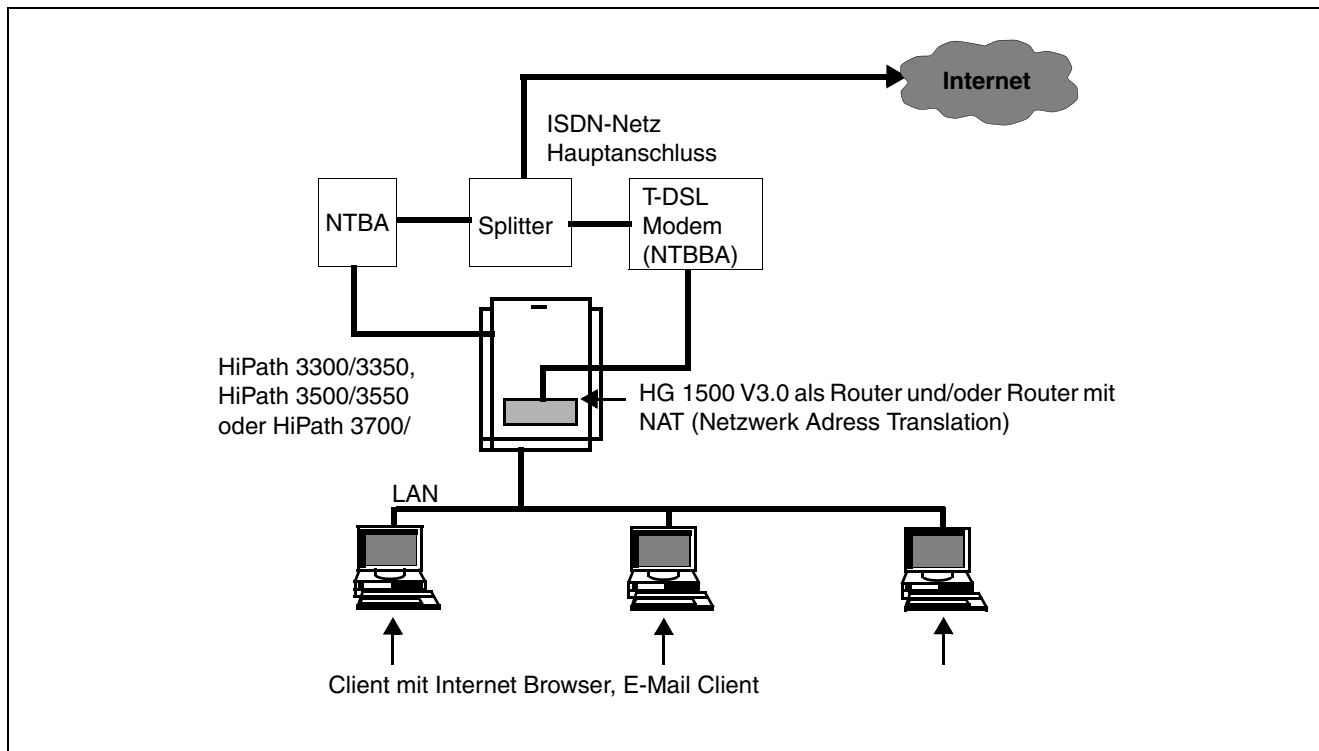 Internet
ISDN-Netz
Hauptanschluss
NTBA
Splitter
T-DSL
Modem
(NTBBA)
HiPath 3300/3350,
HiPath 3500/3550
oder HiPath 3700/
HG 1500 V3.0 als Router und/oder Router mit
NAT (Netzwerk Adress Translation)
LAN
Client mit Internet Browser, E-Mail Client